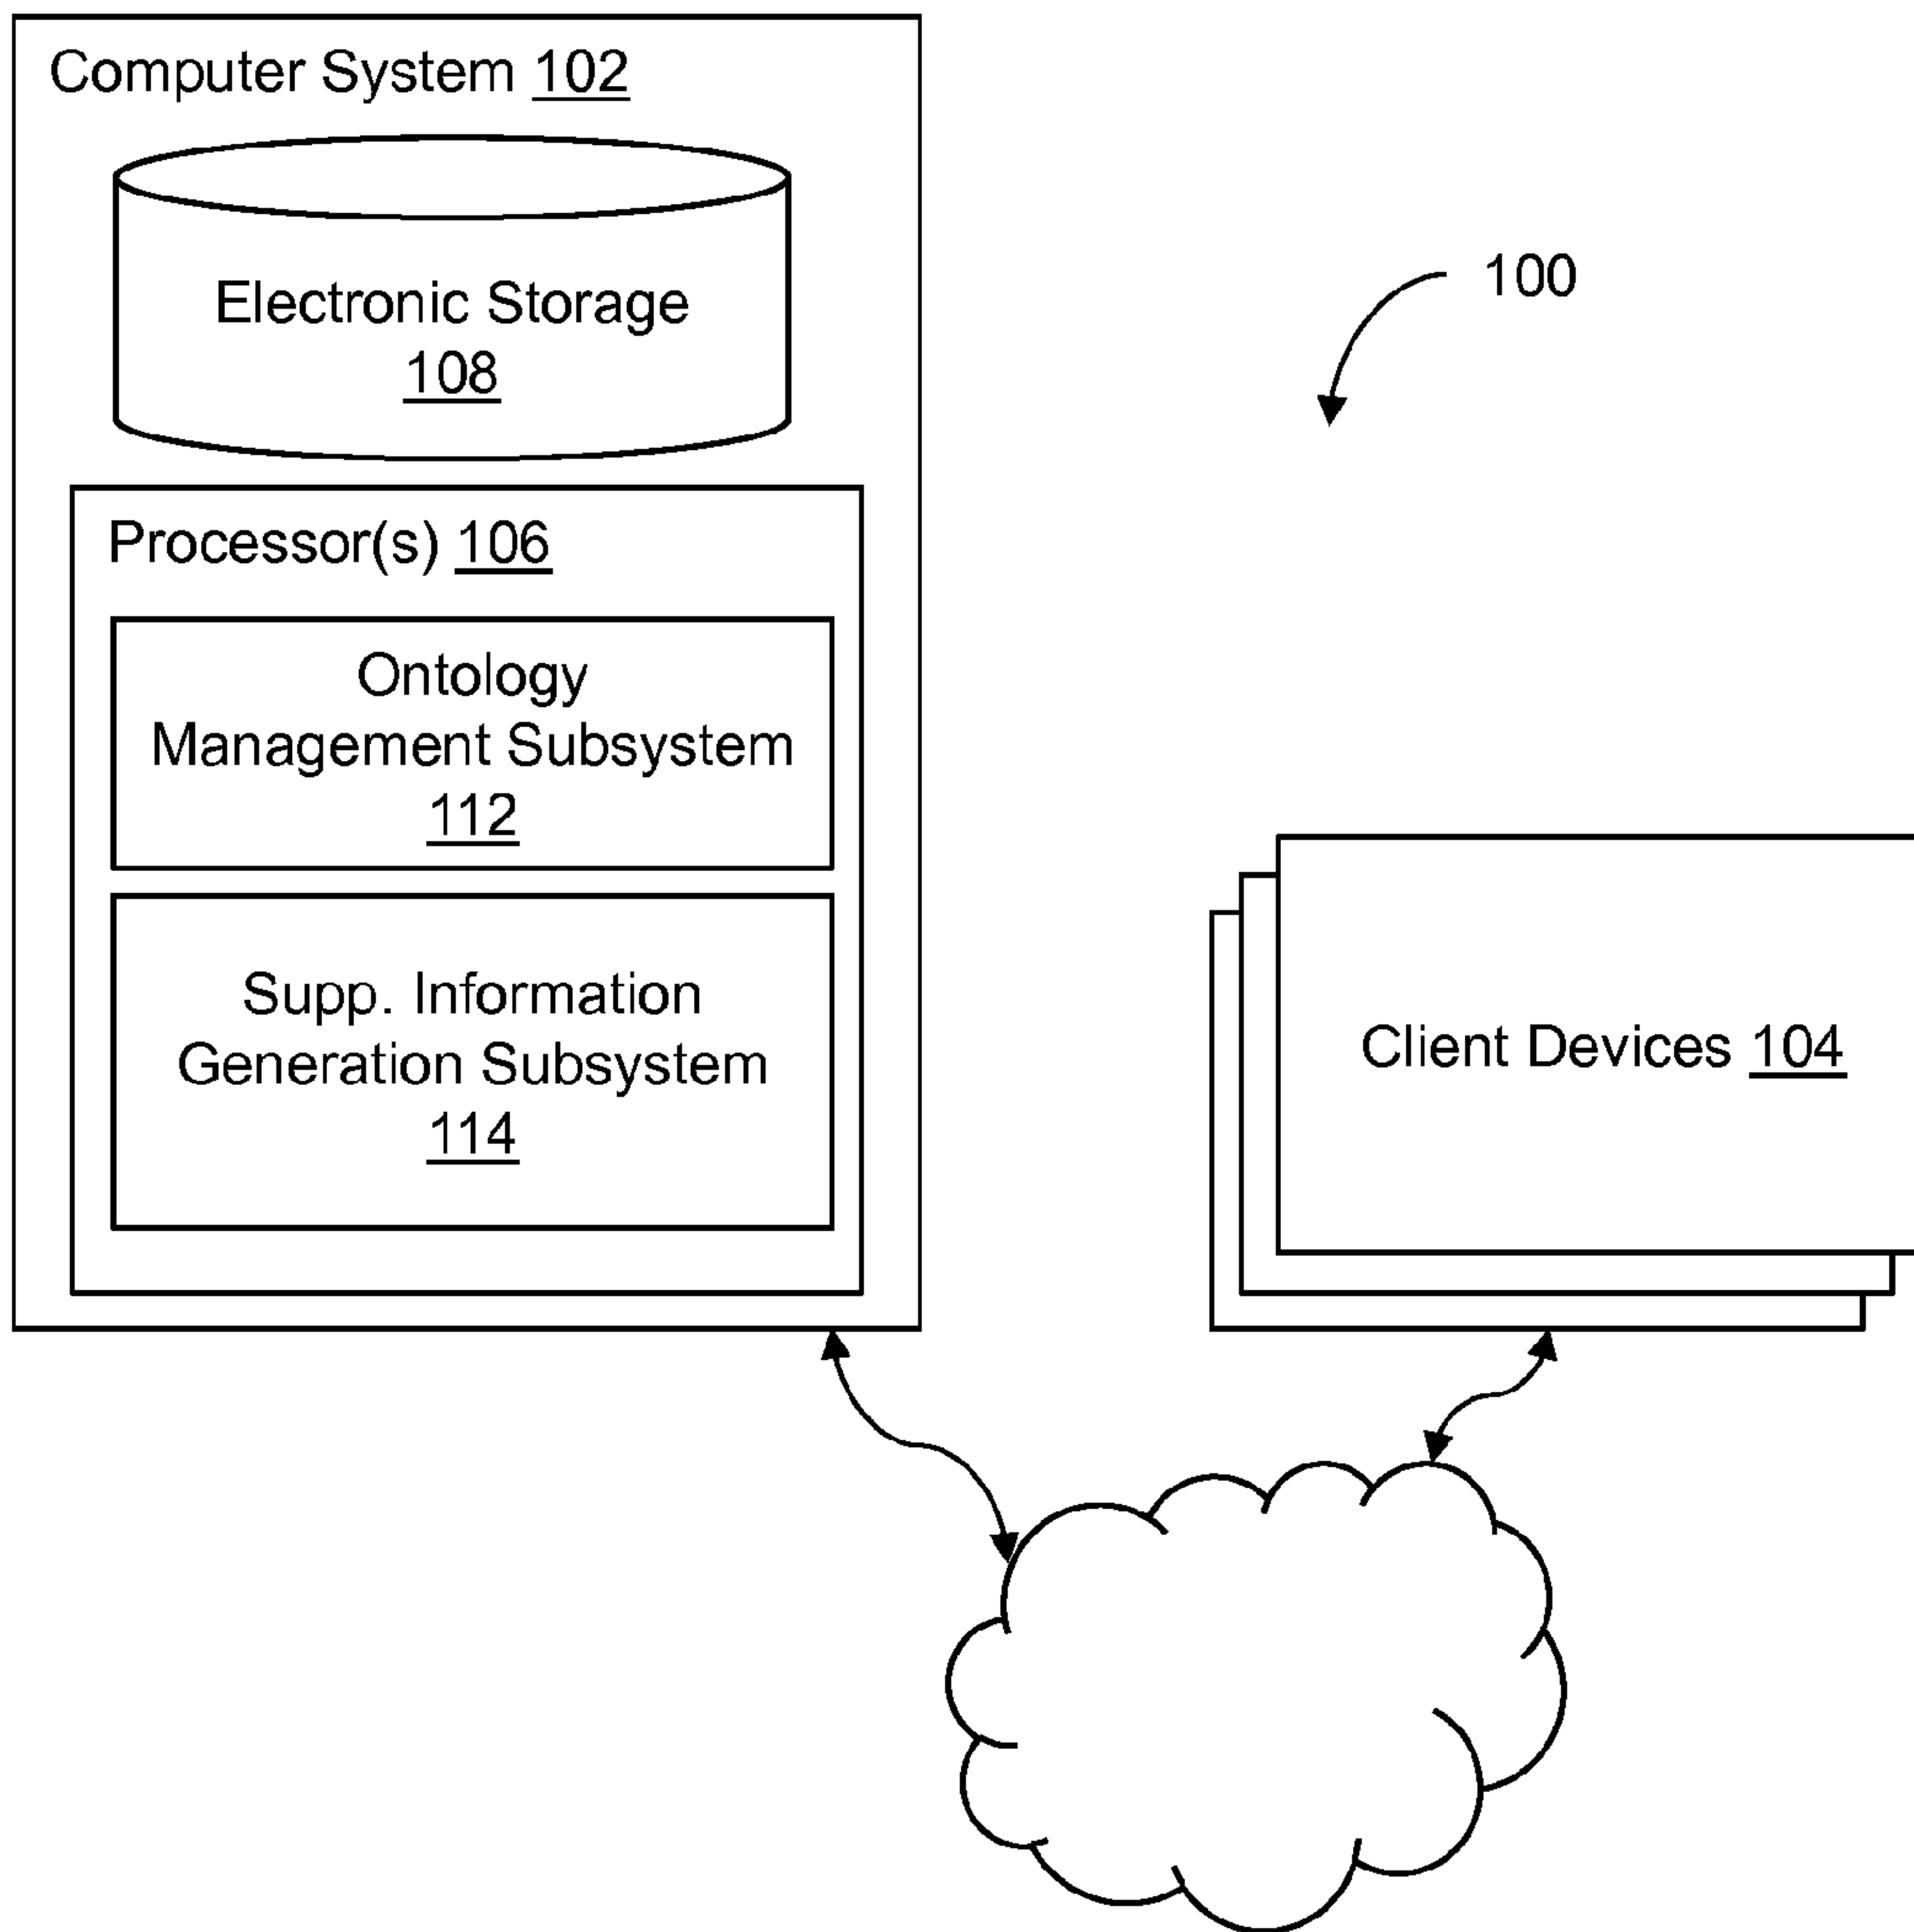 Computer System 102
Electronic Storage
108
100
Processor(s) 106
Ontology
Management Subsystem
112
Supp. Information
Generation Subsystem
114
Client Devices 104